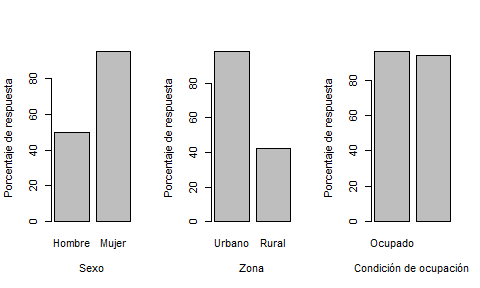 Porcentaje de respuesta
80
60
40
20
0
Hombre Mujer
Sexo
Porcentaje de respuesta
80
60
40
20
0
Urbano Rural
Zona
Porcentaje de respuesta
80
60
40
20
0
Ocupado
Condición de ocupación